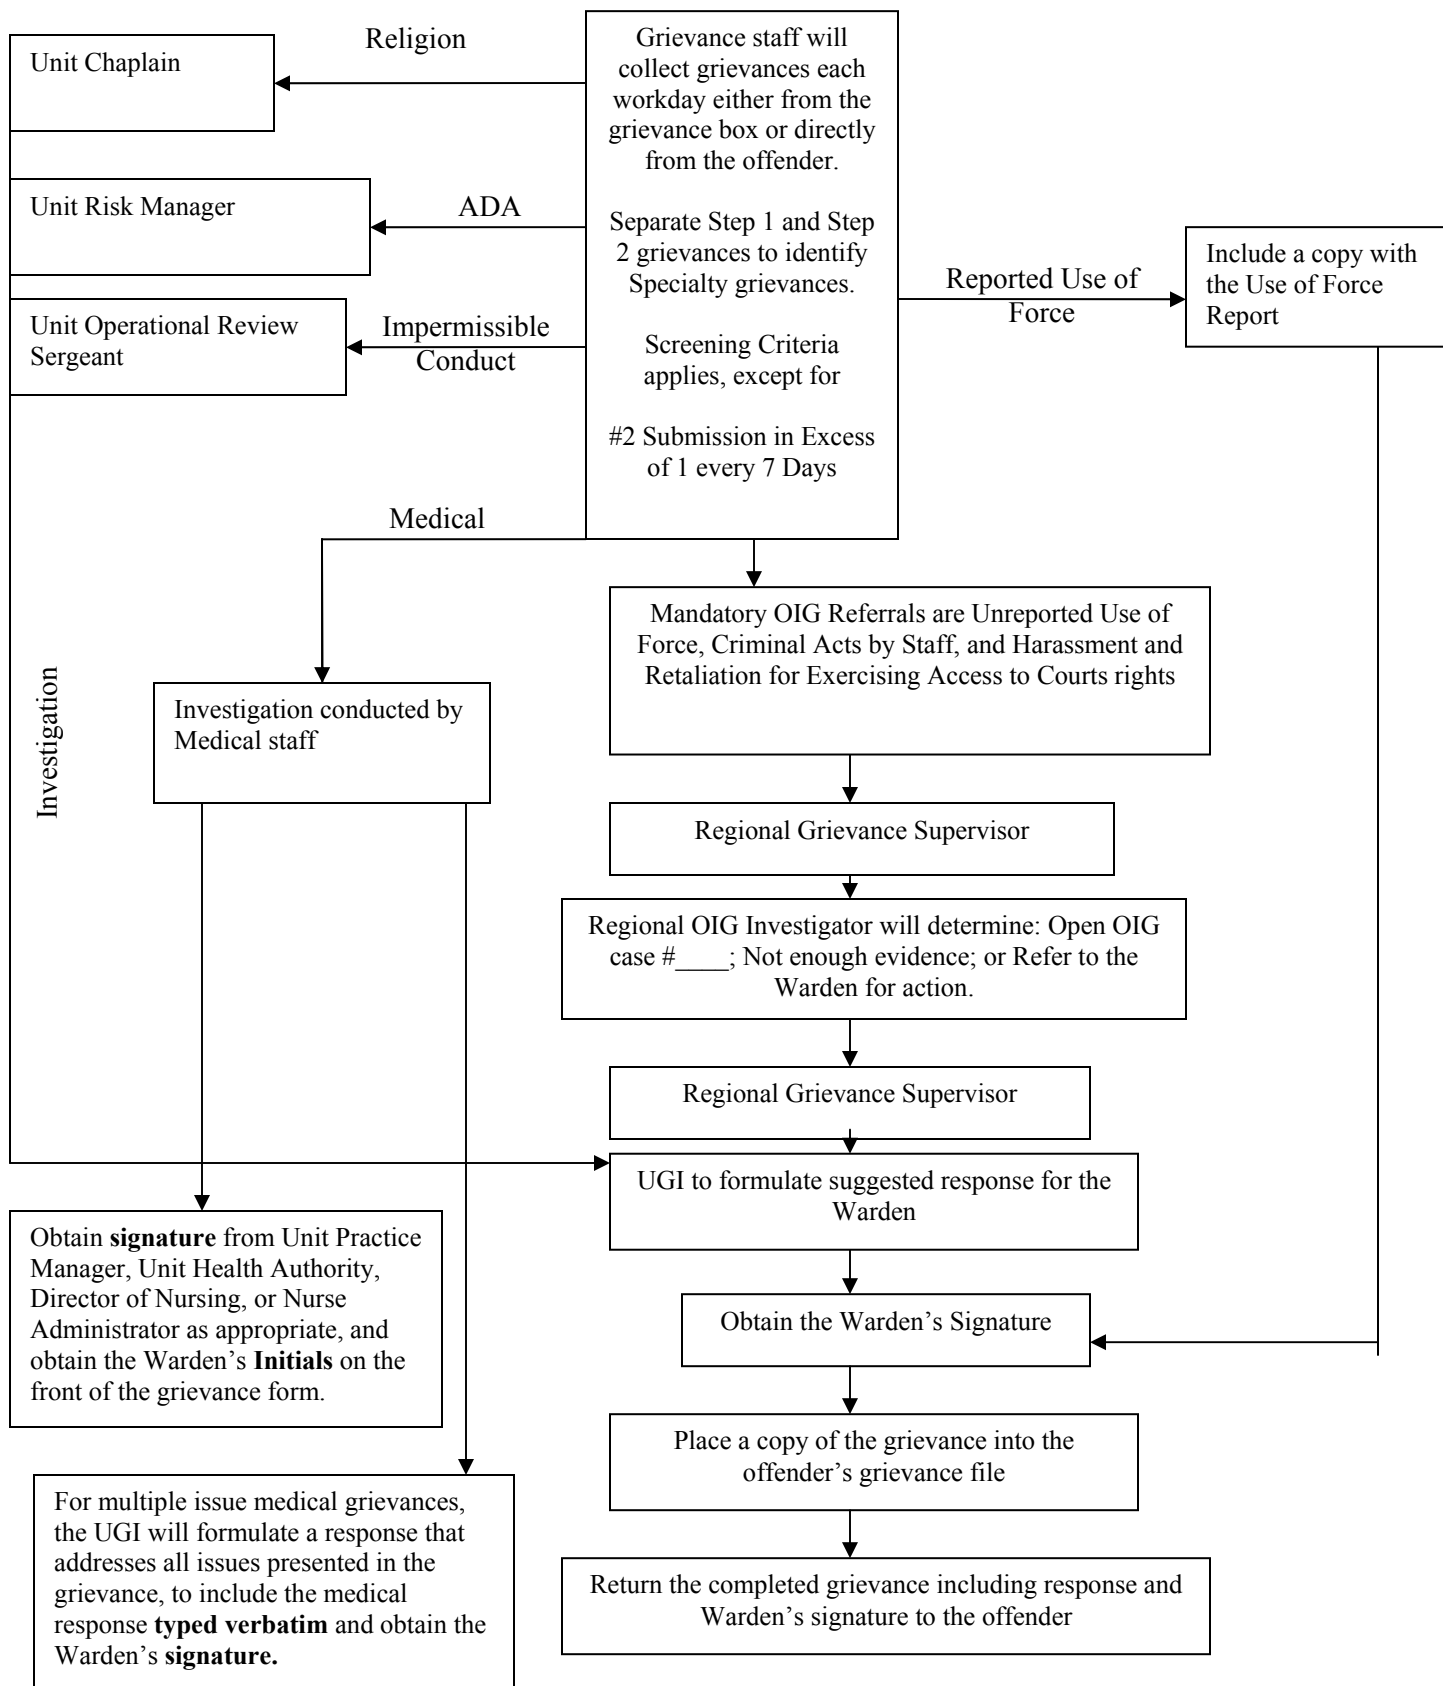 Religion
Unit Chaplain
Grievance staff will
collect grievances each
workday either from the
grievance box or directly
from the offender.
Separate Step 1 and Step
2 grievances to identify
Specialty grievances.
Screening Criteria
applies, except for
#2 Submission in Excess
of 1 every 7 Days
Unit Risk Manager
ADA
Unit Operational Review
Sergeant
Impermissible
Conduct
Reported Use of
Force
Include a copy with
the Use of Force
Report
Medical
Mandatory OIG Referrals are Unreported Use of
Force, Criminal Acts by Staff, and Harassment and
Retaliation for Exercising Access to Courts rights
Investigation
Investigation conducted by
Medical staff
Regional Grievance Supervisor
Regional OIG Investigator will determine: Open OIG
case #____; Not enough evidence; or Refer to the
Warden for action.
Regional Grievance Supervisor
UGI to formulate suggested response for the
Warden
Obtain signature from Unit Practice
Manager, Unit Health Authority,
Director of Nursing, or Nurse
Administrator as appropriate, and
obtain the Warden’s Initials on the
front of the grievance form.
Obtain the Warden’s Signature
Place a copy of the grievance into the
offender’s grievance file
For multiple issue medical grievances,
the UGI will formulate a response that
addresses all issues presented in the
grievance, to include the medical
response typed verbatim and obtain the
Warden’s signature.
Return the completed grievance including response and
Warden’s signature to the offender